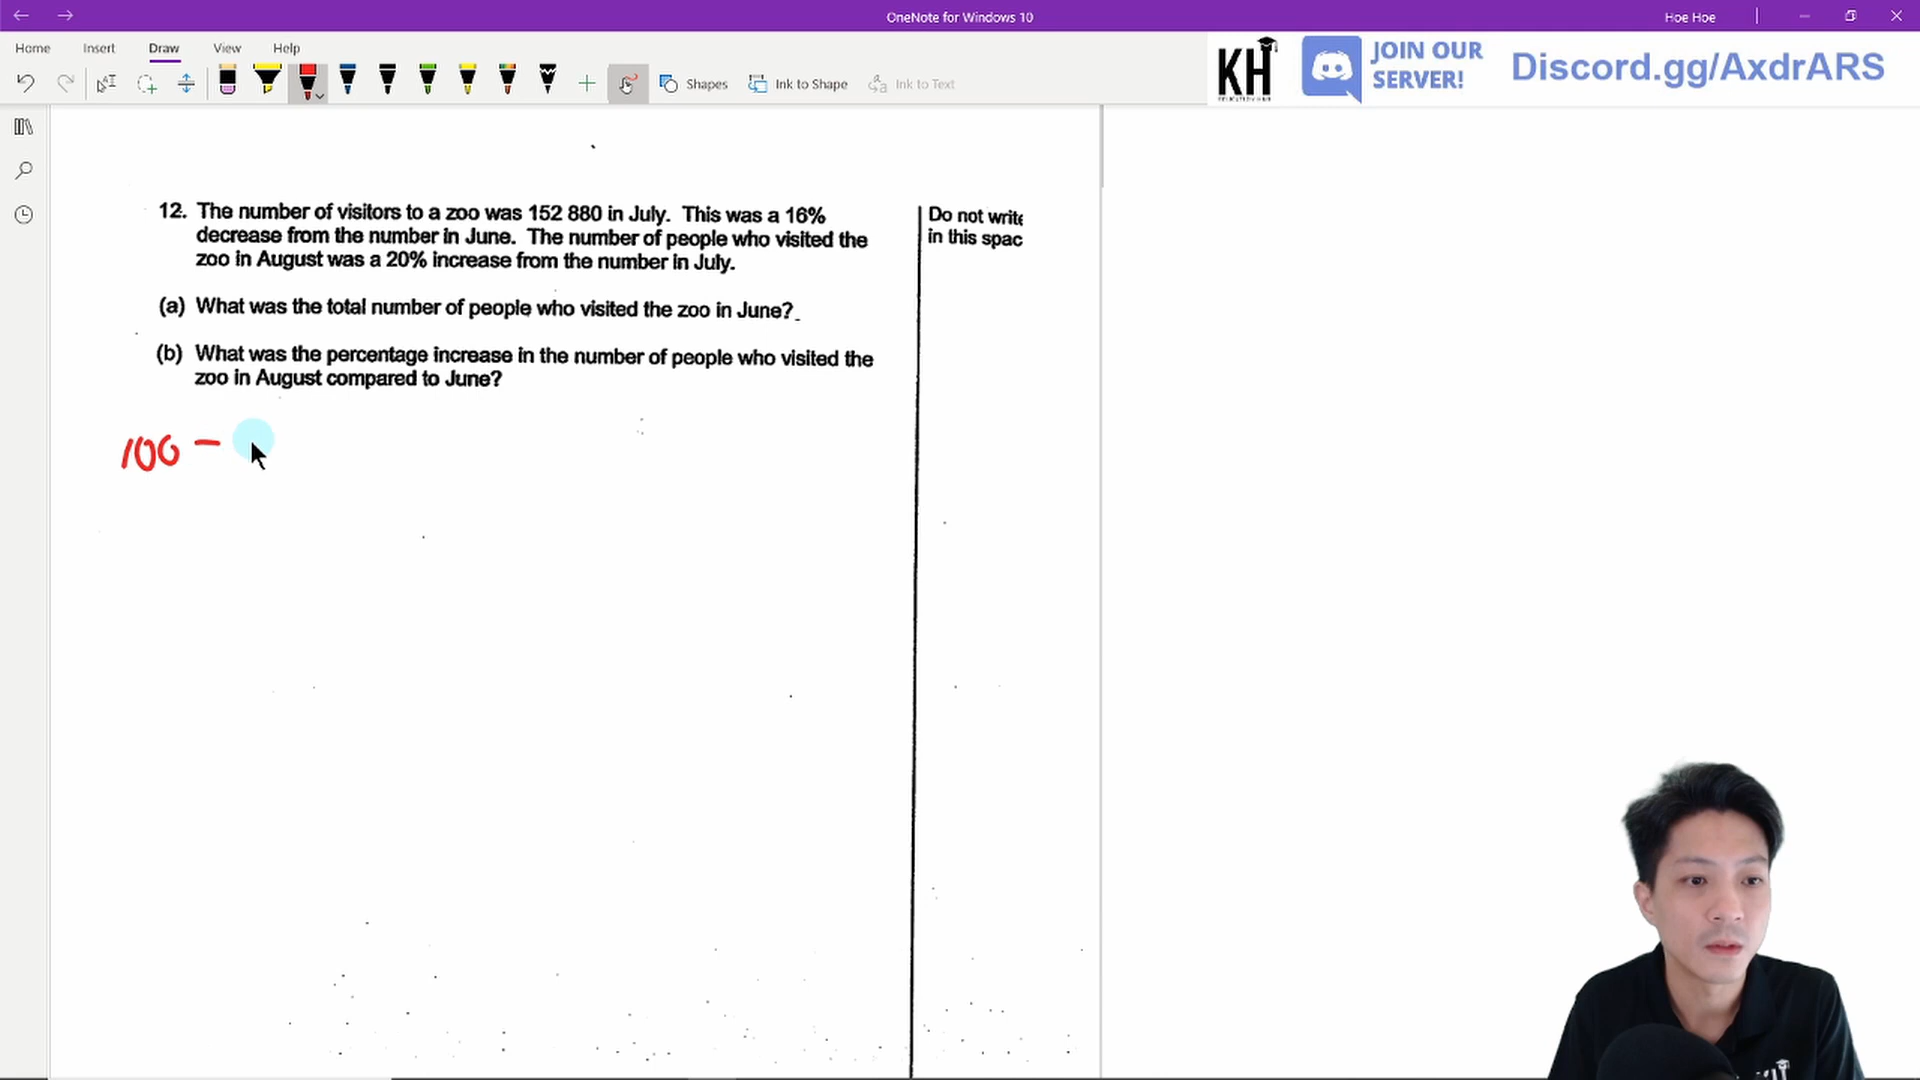 OneNote for Windows 10
Hoe Hoe
Home Insert Draw View Help
Shapes Ink to Shape Ink to Text
KH
JOIN OUR
SERVER!
Discord.gg/AxdrARS
12. The number of visitors to a zoo was 152 880 in July. This was a 16%
decrease from the number in June. The number of people who visited the
zoo in August was a 20% increase from the number in July.
(a) What was the total number of people who visited the zoo in June?
(b) What was the percentage increase in the number of people who visited the
zoo in August compared to June?
Do not write
in this spac
100 –